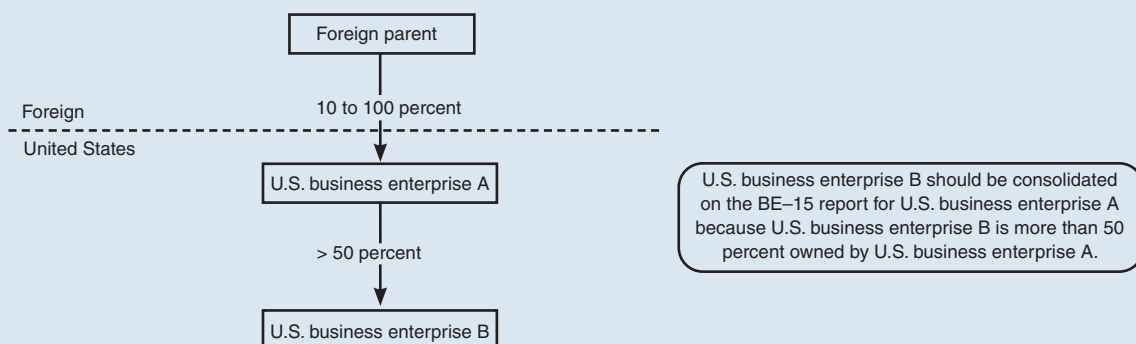 Foreign parent
Foreign
10 to 100 percent
United States
U.S. business enterprise A
U.S. business enterprise B should be consolidated
on the BE–15 report for U.S. business enterprise A
because U.S. business enterprise B is more than 50
percent owned by U.S. business enterprise A.
> 50 percent
U.S. business enterprise B